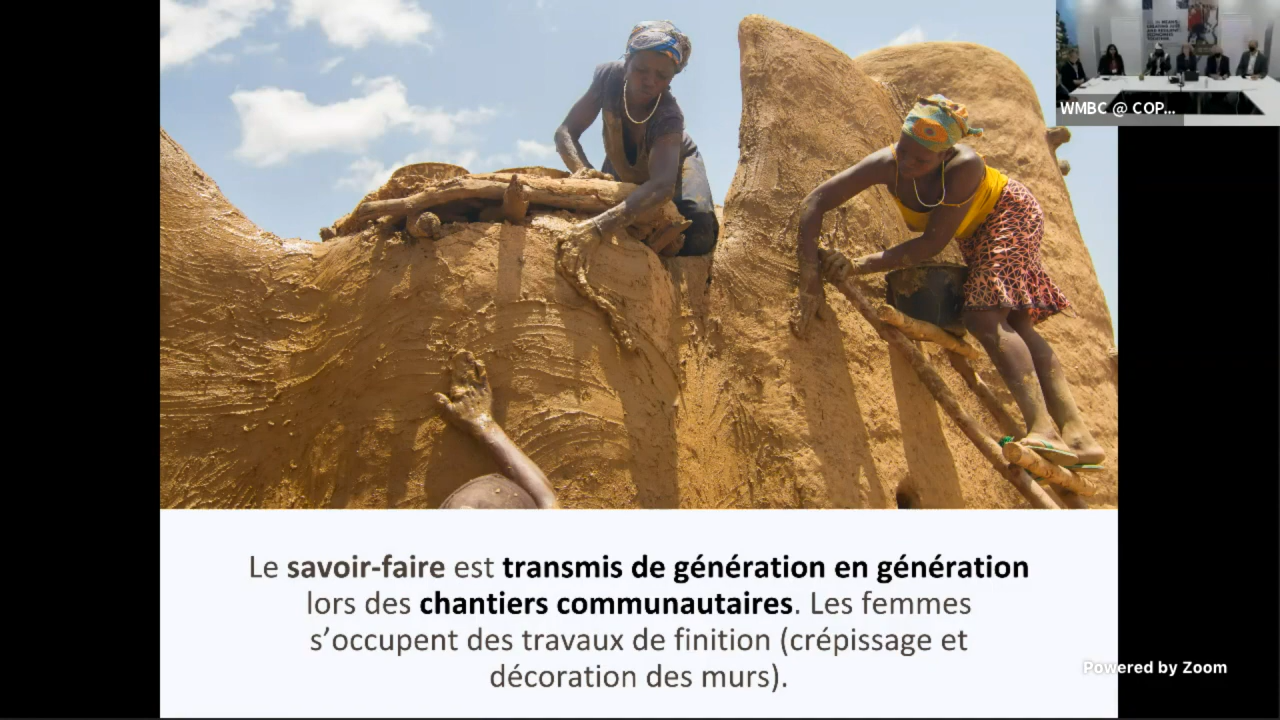 WMBC @ COP...
Le savoir-faire est transmis de génération en génération
lors des chantiers communautaires. Les femmes
s’occupent des travaux de finition (crépissage et
décoration des murs).
Powered by Zoom